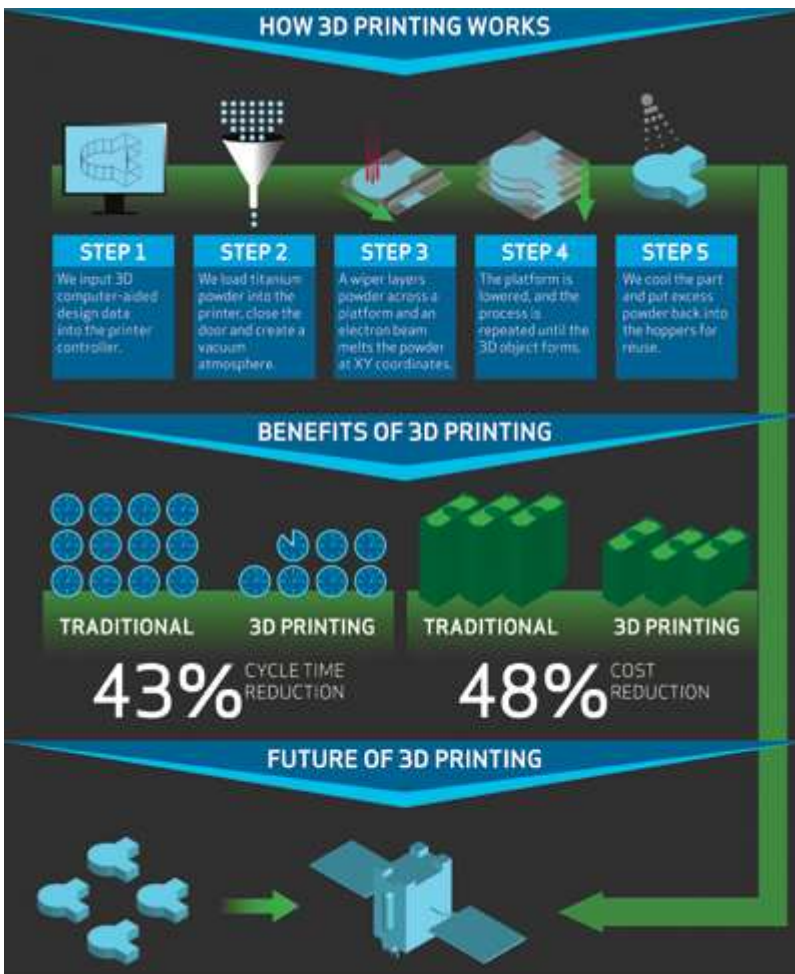 HOW 3D PRINTING WORKS
STEP 1
We input 3D
computer-aided
design data
into the printer
controller.
STEP 2
We load titanium
powder into the
printer, close the
door and create a
vacuum
atmosphere.
STEP 3
A wiper layers
powder across a
platform and an
electron beam
melts the powder
at XY coordinates.
STEP 4
The platform is
lowered, and the
process is
repeated until the
3D object forms.
STEP 5
We cool the part
and put excess
powder back into
the hoppers for
reuse.
BENEFITS OF 3D PRINTING
TRADITIONAL
3D PRINTING
43% CYCLE TIME
REDUCTION
TRADITIONAL
3D PRINTING
48% COST
REDUCTION
FUTURE OF 3D PRINTING